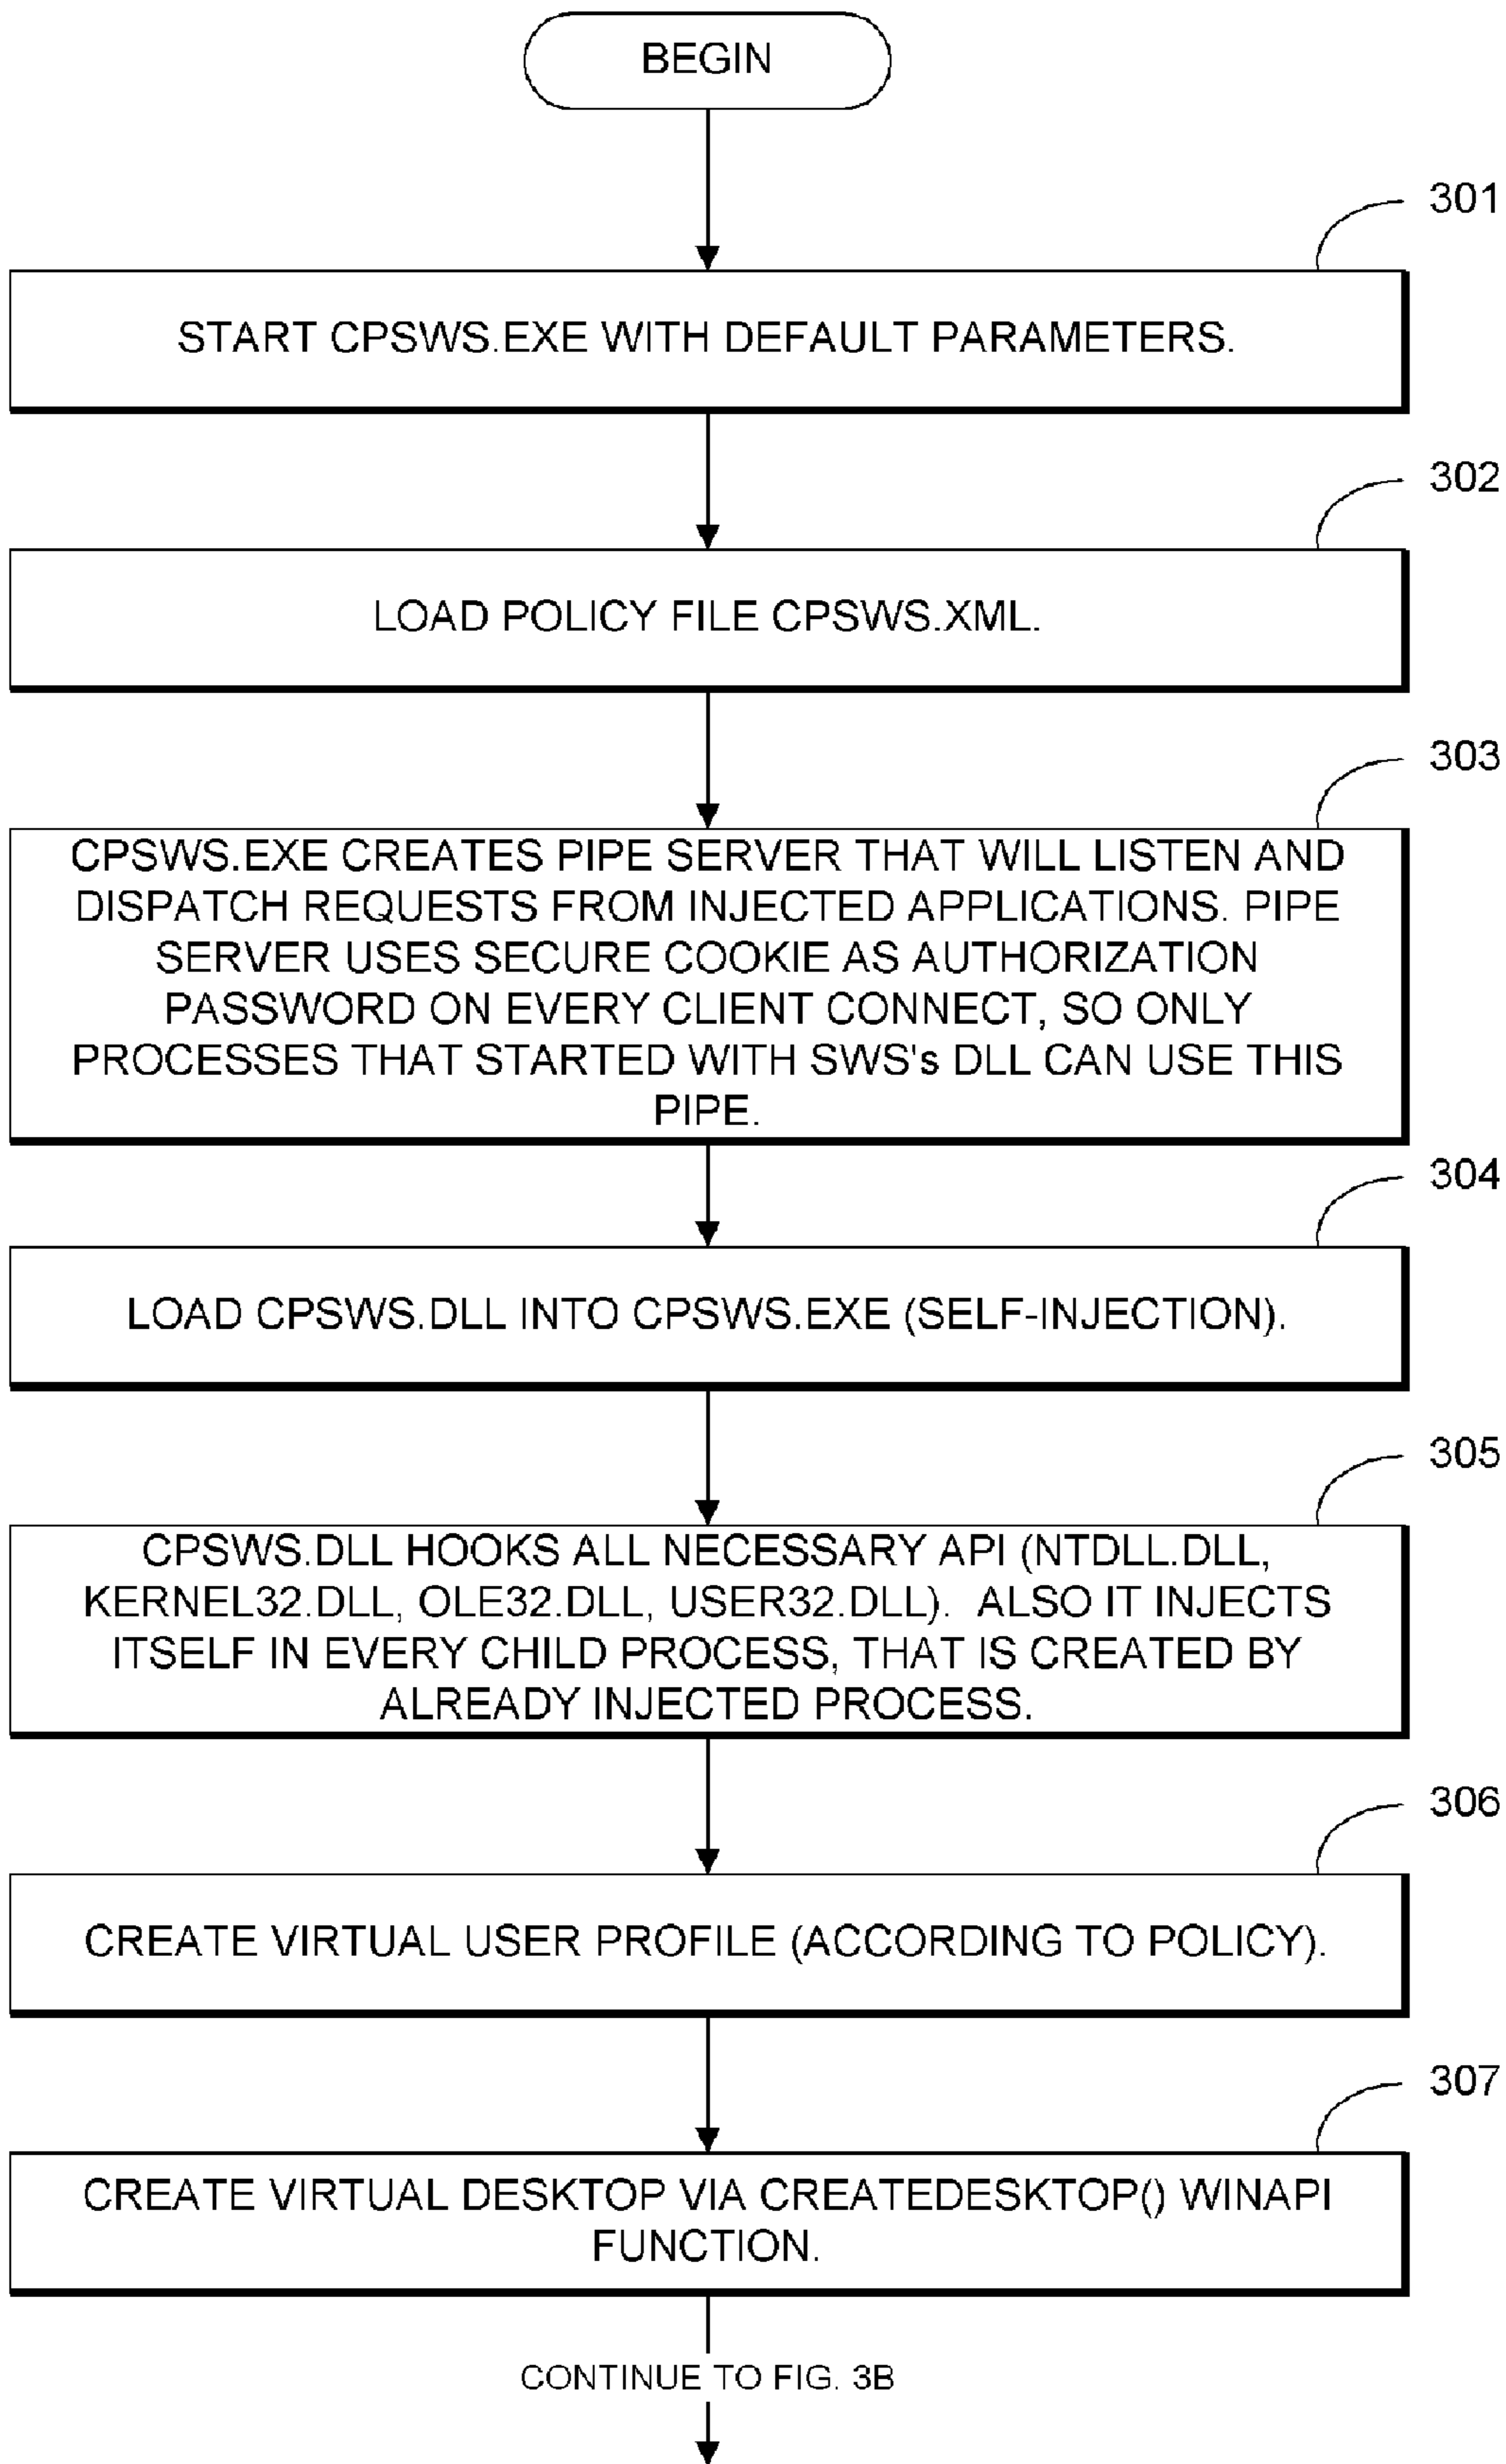 BEGIN
301
START CPSWS.EXE WITH DEFAULT PARAMETERS.
302
LOAD POLICY FILE CPSWS.XML.
303
CPSWS.EXE CREATES PIPE SERVER THAT WILL LISTEN AND
DISPATCH REQUESTS FROM INJECTED APPLICATIONS. PIPE
SERVER USES SECURE COOKIE AS AUTHORIZATION
PASSWORD ON EVERY CLIENT CONNECT, SO ONLY
PROCESSES THAT STARTED WITH SWS's DLL CAN USE THIS
PIPE.
304
LOAD CPSWS.DLL INTO CPSWS.EXE (SELF-INJECTION).
305
CPSWS.DLL HOOKS ALL NECESSARY API (NTDLL.DLL,
KERNEL32.DLL, OLE32.DLL, USER32.DLL). ALSO IT INJECTS
ITSELF IN EVERY CHILD PROCESS, THAT IS CREATED BY
ALREADY INJECTED PROCESS.
306
CREATE VIRTUAL USER PROFILE (ACCORDING TO POLICY).
307
CREATE VIRTUAL DESKTOP VIA CREATEDESKTOP() WINAPI
FUNCTION.
CONTINUE TO FIG. 3B